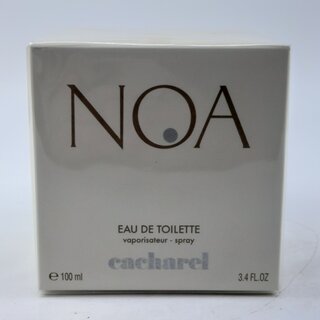 NOA
EAU DE TOILETTE
vaporisateur - spray
cacharel
℮ 100 ml 3.4 FL.OZ